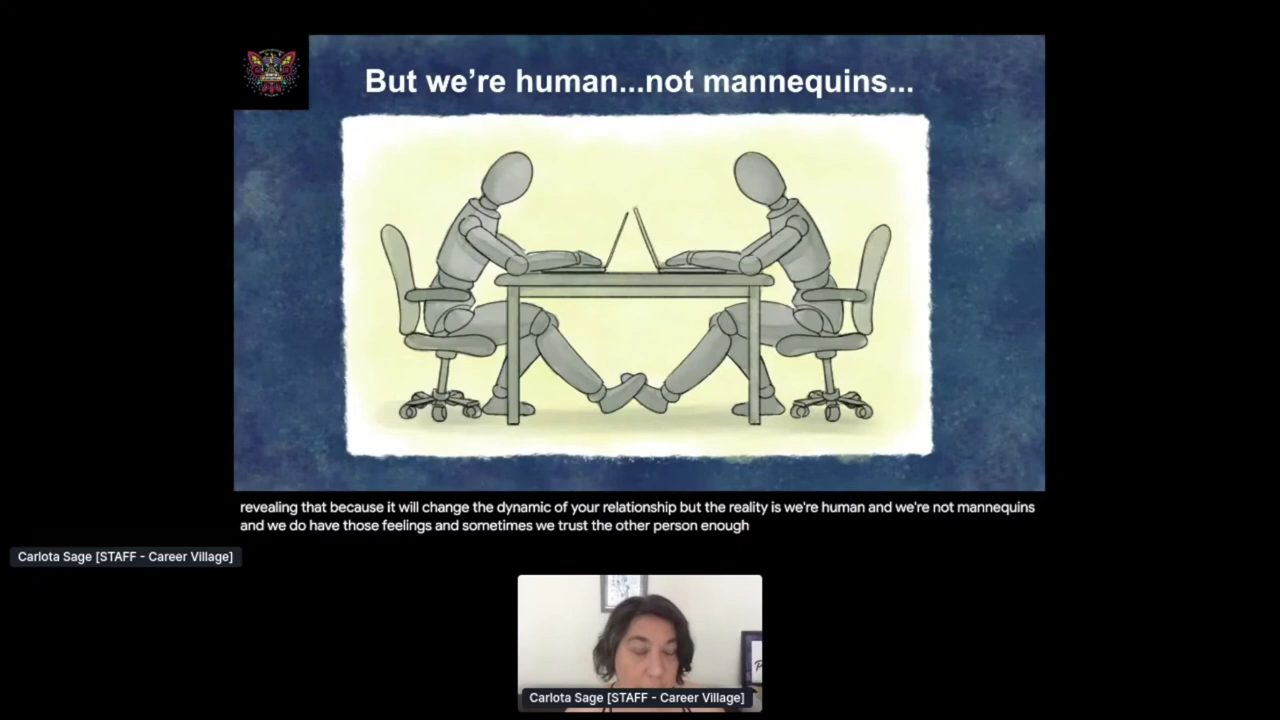 But we're human...not mannequins...
revealing that because it will change the dynamic of your relationship but the reality is we're human and we're not mannequins
and we do have those feelings and sometimes we trust the other person enough
Carlota Sage [STAFF - Career Village]
Carlota Sage [STAFF - Career Village]